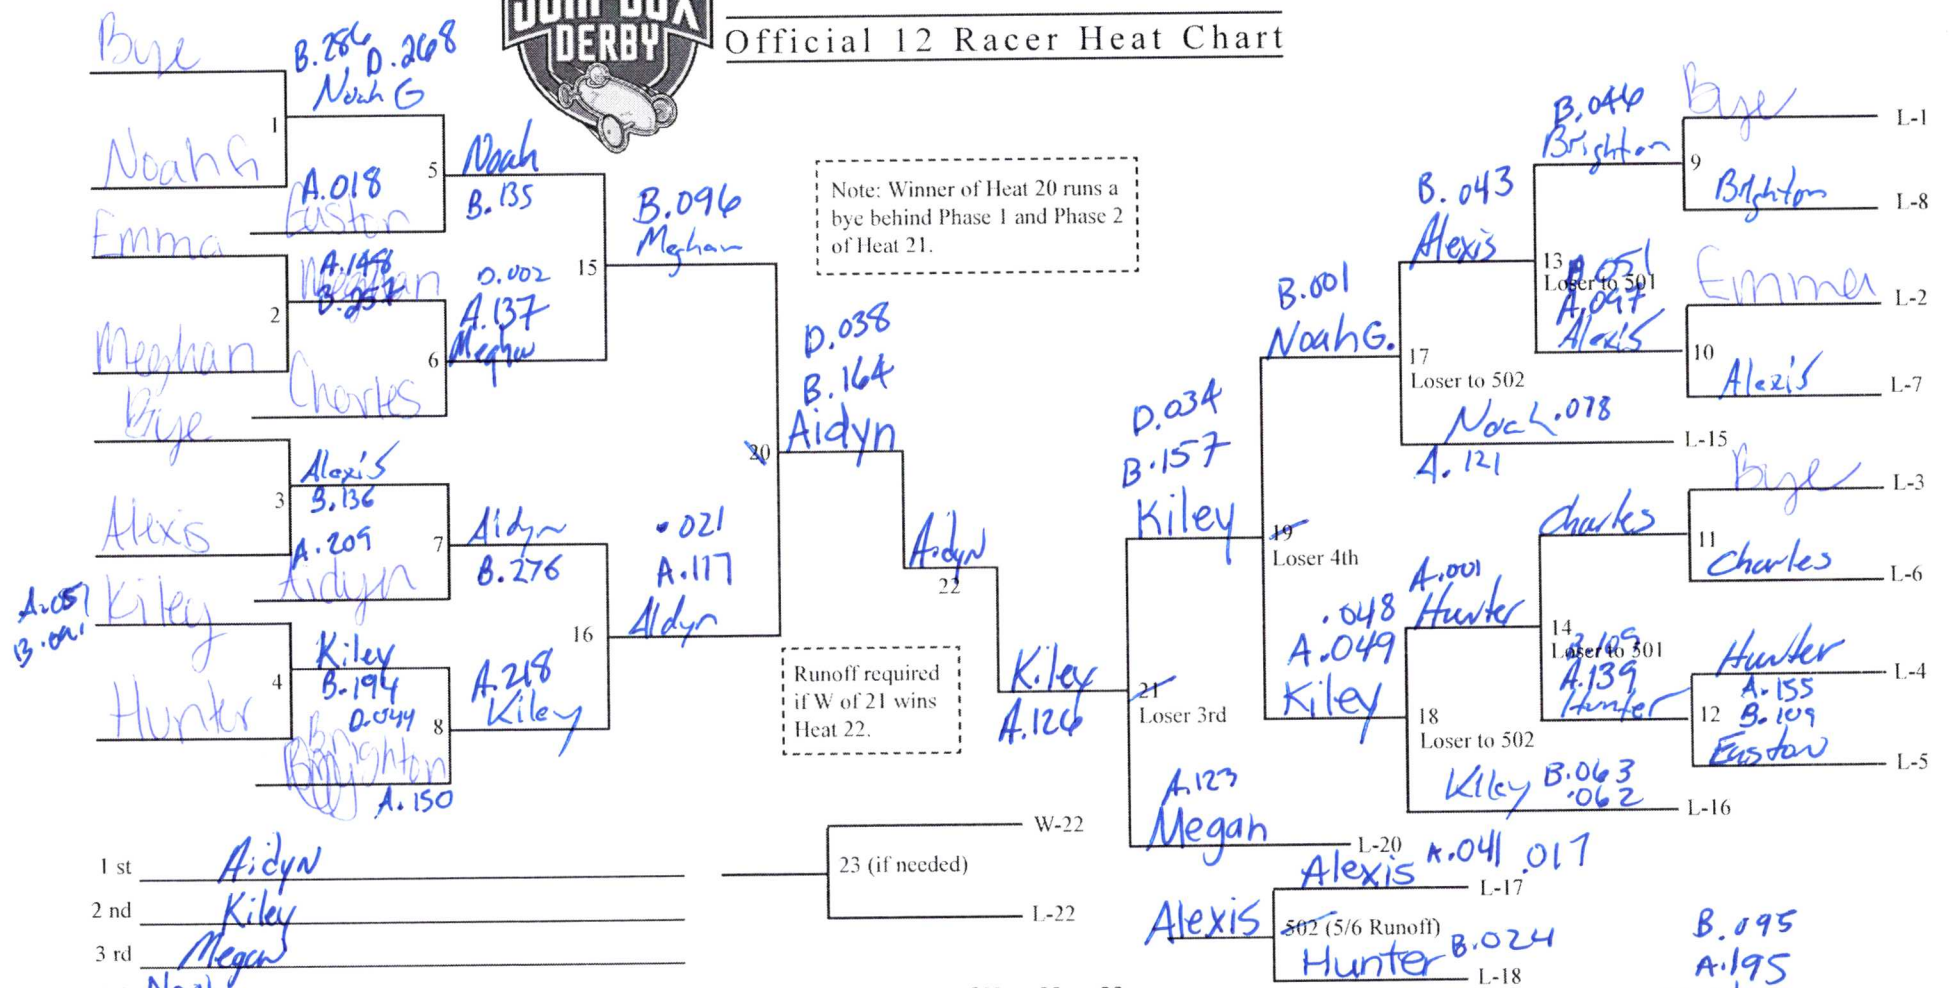 DERBY
Official 12 Racer Heat Chart
Bye
B.286 D.268
Noah G
1
Noah G
A.018
Easton
5
Noah
B.135
Emma
A.148
Meghan
B.257
2
Meghan
Charles
6
D.002
A.137
Meghan
15
B.096
Meghan
Note: Winner of Heat 20 runs a
bye behind Phase 1 and Phase 2
of Heat 21.
Bye
Alexis
B.136
3
Alexis
A.209
Aidyn
7
Aidyn
B.276
.021
A.117
Aidyn
16
Kiley
Kiley
B.194
D.044
4
Hunter
Brighton
A.150
8
A.218
Kiley
D.038
B.164
Aidyn
20
Aidyn
22
Runoff required
if W of 21 wins
Heat 22.
Kiley
A.126
21
Loser 3rd
D.034
B.157
Kiley
19
Loser 4th
A.123
Megan
L-20
B.001
Noah G.
17
Loser to 502
B.043
Alexis
13
Loser to 501
B.046
Brighton
Bye
L-1
9
Brighton
L-8
A.097
Alexis
Emma
L-2
10
Alexis
L-7
Noah .078
A.121
L-15
.048
A.049
Kiley
18
Loser to 502
A.001
Hunter
14
Loser to 501
Charles
Bye
L-3
11
Charles
L-6
A.139
Hunter
Hunter
L-4
12
A.155
B.109
Easton
L-5
Kiley B.063
.062
L-16
1 st Aidyn
2 nd Kiley
3 rd Megan
W-22
23 (if needed)
L-22
Alexis A.041 .017
L-17
Alexis
502 (5/6 Runoff)
Hunter B.024
L-18
B.095
A.195